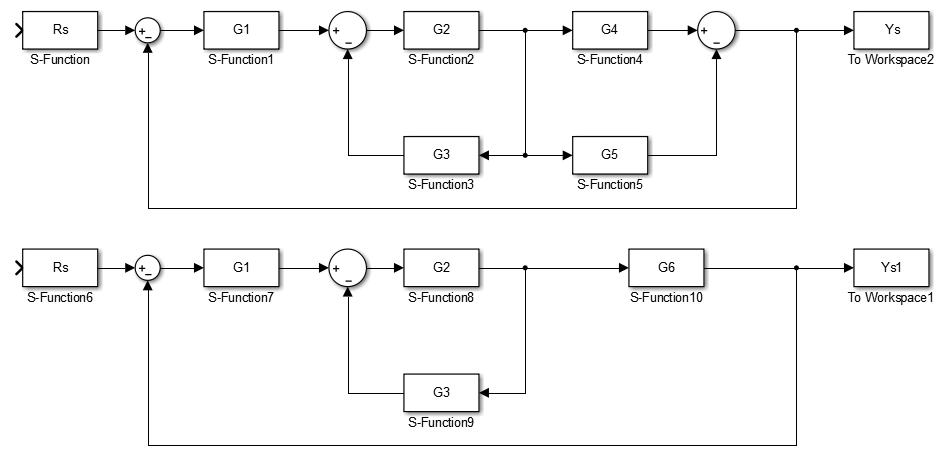 Rs
S-Function
+
−
G1
S-Function1
+
−
G2
S-Function2
G4
S-Function4
+
−
Ys
To Workspace2
G3
S-Function3
G5
S-Function5
Rs
S-Function6
+
−
G1
S-Function7
+
−
G2
S-Function8
G6
S-Function10
Ys1
To Workspace1
G3
S-Function9